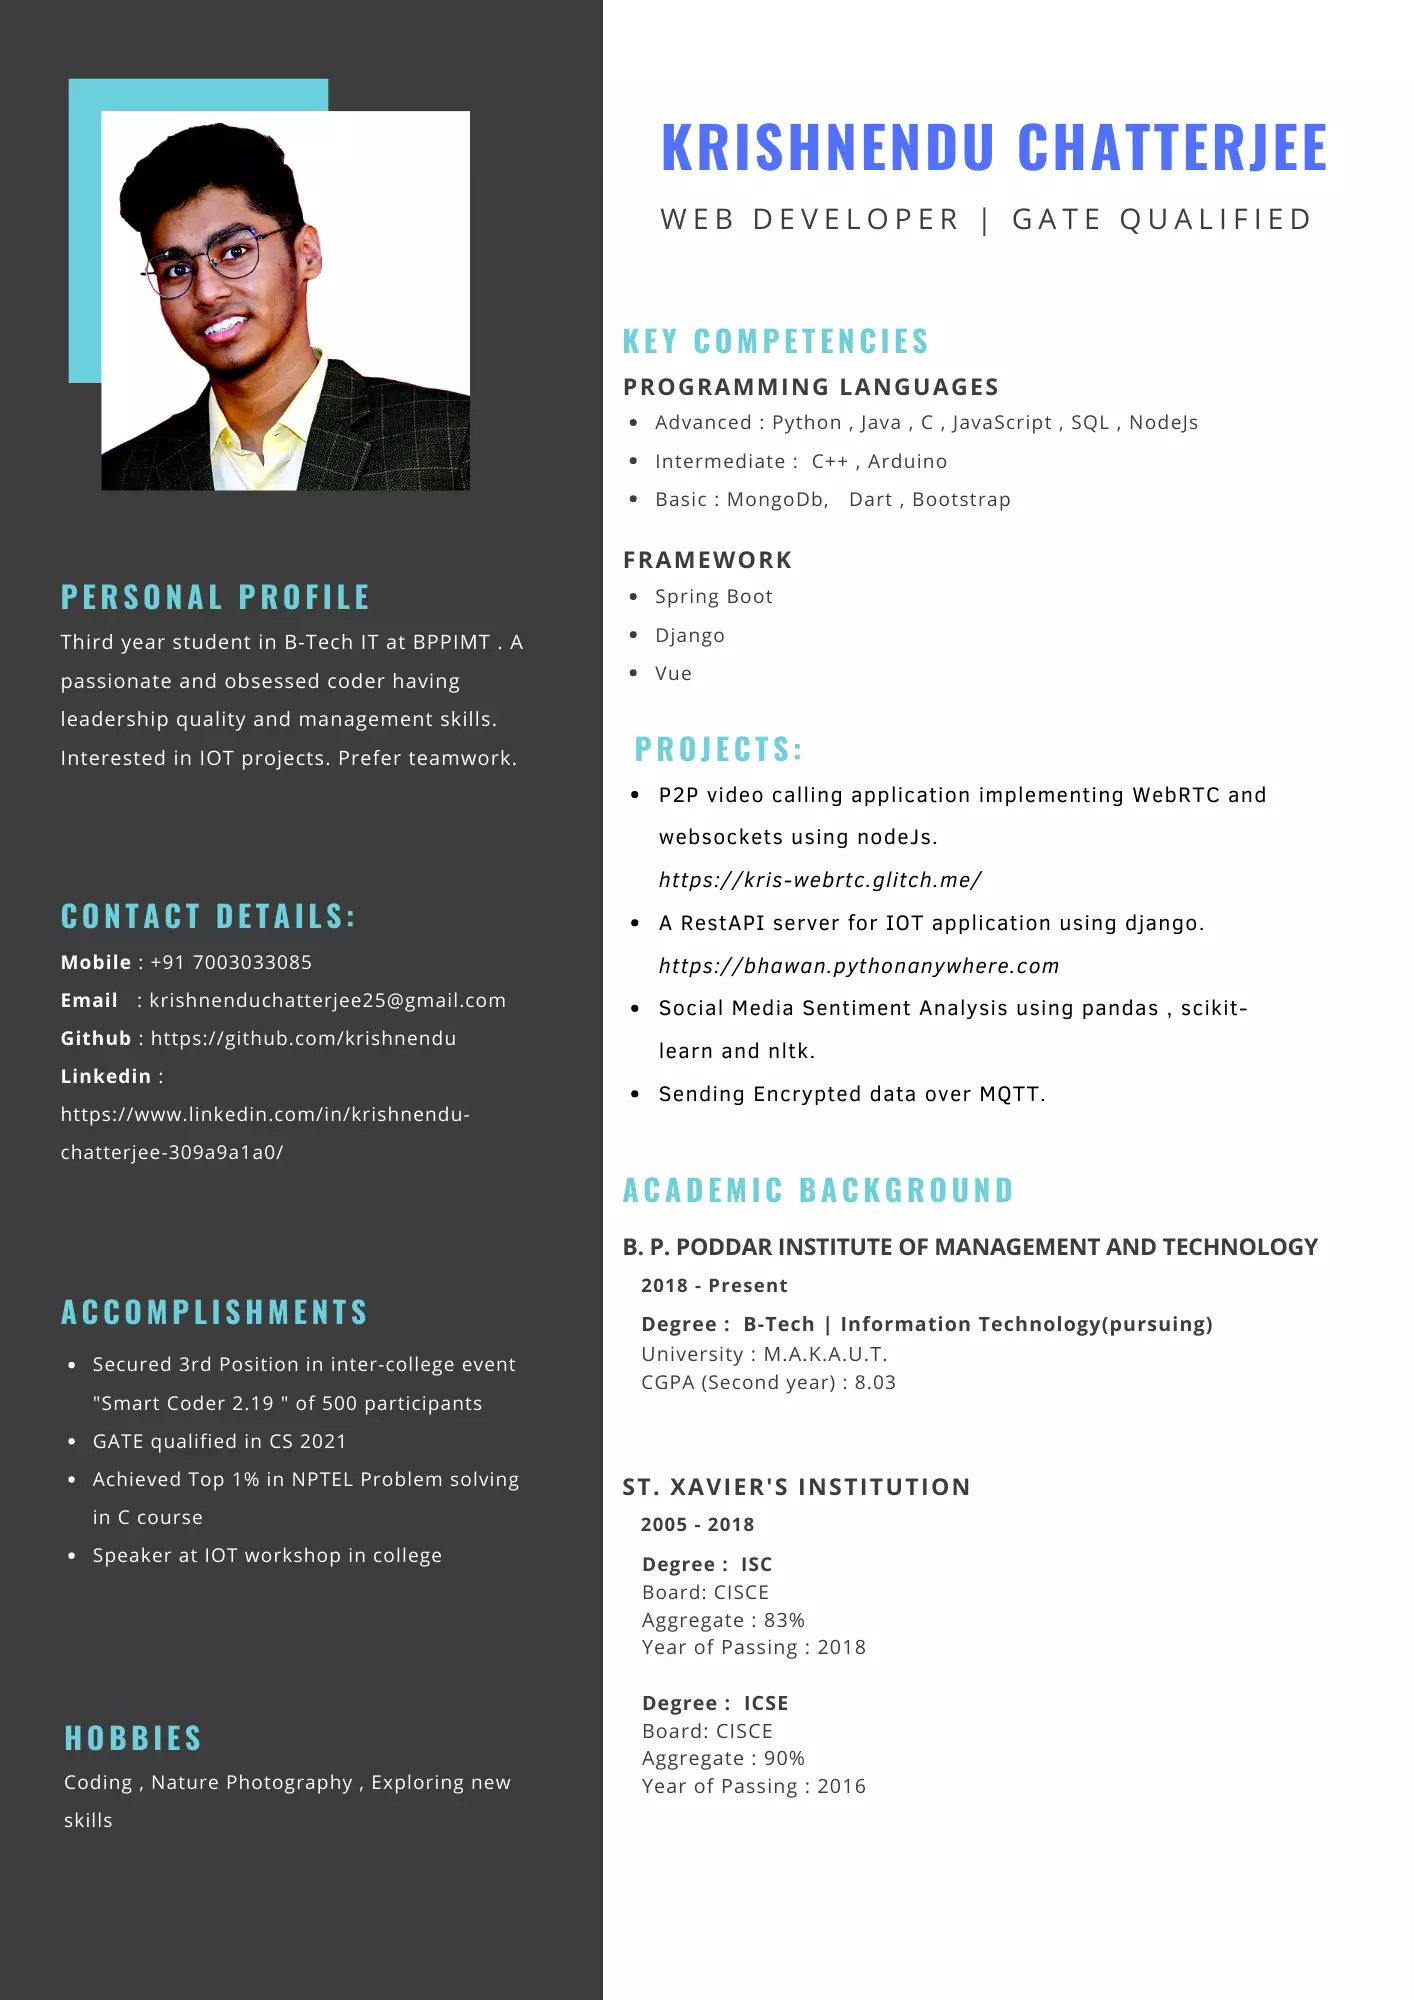 KRISHNENDU CHATTERJEE
WEB DEVELOPER | GATE QUALIFIED
PERSONAL PROFILE
Third year student in B-Tech IT at BPPIMT . A
passionate and obsessed coder having
leadership quality and management skills.
Interested in IOT projects. Prefer teamwork.
CONTACT DETAILS:
Mobile : +91 7003033085
Email : krishnenduchatterjee25@gmail.com
Github : https://github.com/krishnendu
Linkedin :
https://www.linkedin.com/in/krishnendu-
chatterjee-309a9a1a0/
ACCOMPLISHMENTS
• Secured 3rd Position in inter-college event
"Smart Coder 2.19 " of 500 participants
• GATE qualified in CS 2021
• Achieved Top 1% in NPTEL Problem solving
in C course
• Speaker at IOT workshop in college
HOBBIES
Coding , Nature Photography , Exploring new
skills
KEY COMPETENCIES
PROGRAMMING LANGUAGES
• Advanced : Python , Java , C , JavaScript , SQL , NodeJs
• Intermediate : C++ , Arduino
• Basic : MongoDb, Dart , Bootstrap
FRAMEWORK
• Spring Boot
• Django
• Vue
PROJECTS:
• P2P video calling application implementing WebRTC and
websockets using nodeJs.
https://kris-webrtc.glitch.me/
• A RestAPI server for IOT application using django.
https://bhawan.pythonanywhere.com
• Social Media Sentiment Analysis using pandas , scikit-
learn and nltk.
• Sending Encrypted data over MQTT.
ACADEMIC BACKGROUND
B. P. PODDAR INSTITUTE OF MANAGEMENT AND TECHNOLOGY
2018 - Present
Degree : B-Tech | Information Technology(pursuing)
University : M.A.K.A.U.T.
CGPA (Second year) : 8.03
ST. XAVIER'S INSTITUTION
2005 - 2018
Degree : ISC
Board: CISCE
Aggregate : 83%
Year of Passing : 2018
Degree : ICSE
Board: CISCE
Aggregate : 90%
Year of Passing : 2016